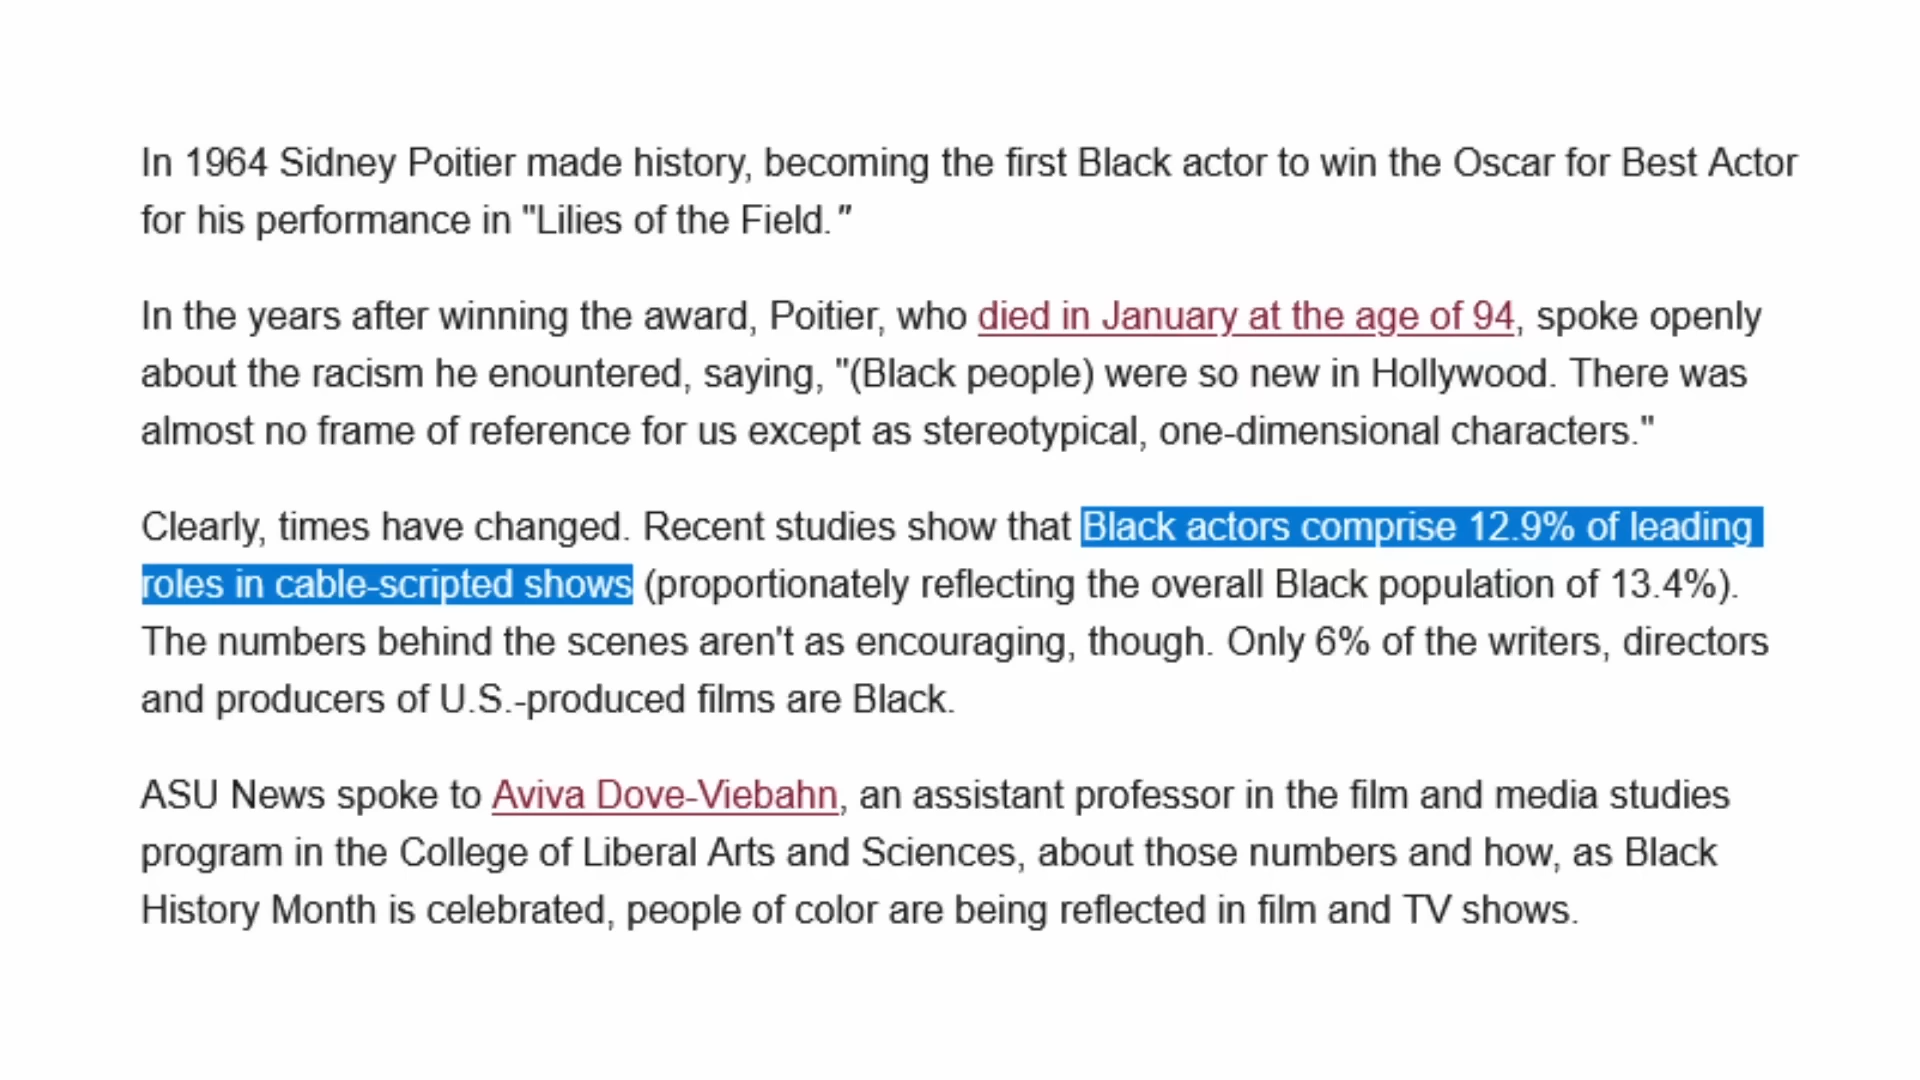 In 1964 Sidney Poitier made history, becoming the first Black actor to win the Oscar for Best Actor
for his performance in "Lilies of the Field."
In the years after winning the award, Poitier, who died in January at the age of 94, spoke openly
about the racism he enountered, saying, "(Black people) were so new in Hollywood. There was
almost no frame of reference for us except as stereotypical, one-dimensional characters."
Clearly, times have changed. Recent studies show that Black actors comprise 12.9% of leading
roles in cable-scripted shows (proportionately reflecting the overall Black population of 13.4%).
The numbers behind the scenes aren't as encouraging, though. Only 6% of the writers, directors
and producers of U.S.-produced films are Black.
ASU News spoke to Aviva Dove-Viebahn, an assistant professor in the film and media studies
program in the College of Liberal Arts and Sciences, about those numbers and how, as Black
History Month is celebrated, people of color are being reflected in film and TV shows.